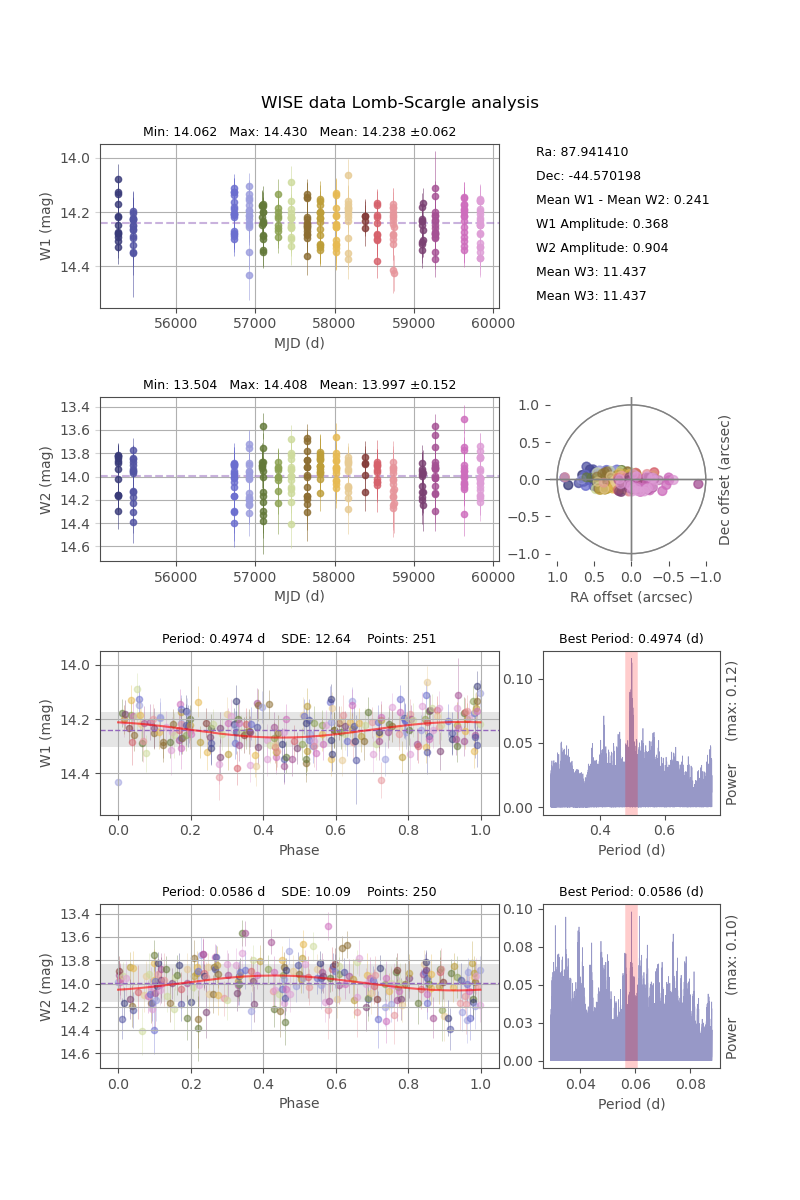 WISE data Lomb-Scargle analysis
Min: 14.062   Max: 14.430   Mean: 14.238 ±0.062
14.0
14.2
14.4
W1 (mag)
56000
57000
58000
59000
60000
MJD (d)
Ra: 87.941410
Dec: -44.570198
Mean W1 - Mean W2: 0.241
W1 Amplitude: 0.368
W2 Amplitude: 0.904
Mean W3: 11.437
Mean W3: 11.437
Min: 13.504   Max: 14.408   Mean: 13.997 ±0.152
13.4
13.6
13.8
14.0
14.2
14.4
14.6
W2 (mag)
56000
57000
58000
59000
60000
MJD (d)
1.0
0.5
0.0
−0.5
−1.0
Dec offset (arcsec)
1.0
0.5
0.0
−0.5
−1.0
RA offset (arcsec)
Period: 0.4974 d    SDE: 12.64    Points: 251
14.0
14.2
14.4
W1 (mag)
0.0
0.2
0.4
0.6
0.8
1.0
Phase
Best Period: 0.4974 (d)
0.10
0.05
0.00
Power    (max: 0.12)
0.4
0.6
Period (d)
Period: 0.0586 d    SDE: 10.09    Points: 250
13.4
13.6
13.8
14.0
14.2
14.4
14.6
W2 (mag)
0.0
0.2
0.4
0.6
0.8
1.0
Phase
Best Period: 0.0586 (d)
0.10
0.08
0.05
0.03
0.00
Power    (max: 0.10)
0.04
0.06
0.08
Period (d)